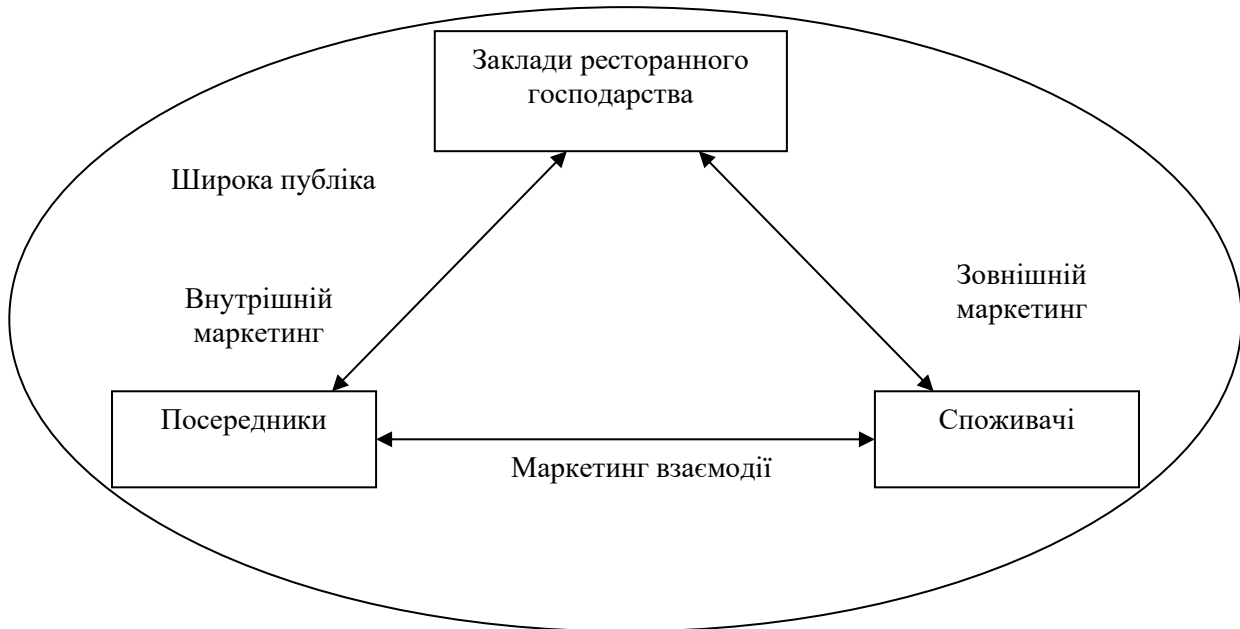 Заклади ресторанного
господарства
Широка публіка
Внутрішній
маркетинг
Зовнішній
маркетинг
Посередники
Споживачі
Маркетинг взаємодії